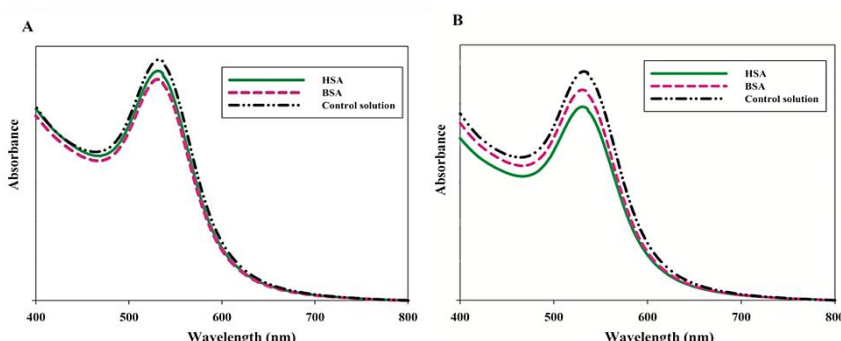 A
HSA
BSA
Control solution
Absorbance
400 500 600 700 800
Wavelength (nm)
B
HSA
BSA
Control solution
Absorbance
400 500 600 700 800
Wavelength (nm)